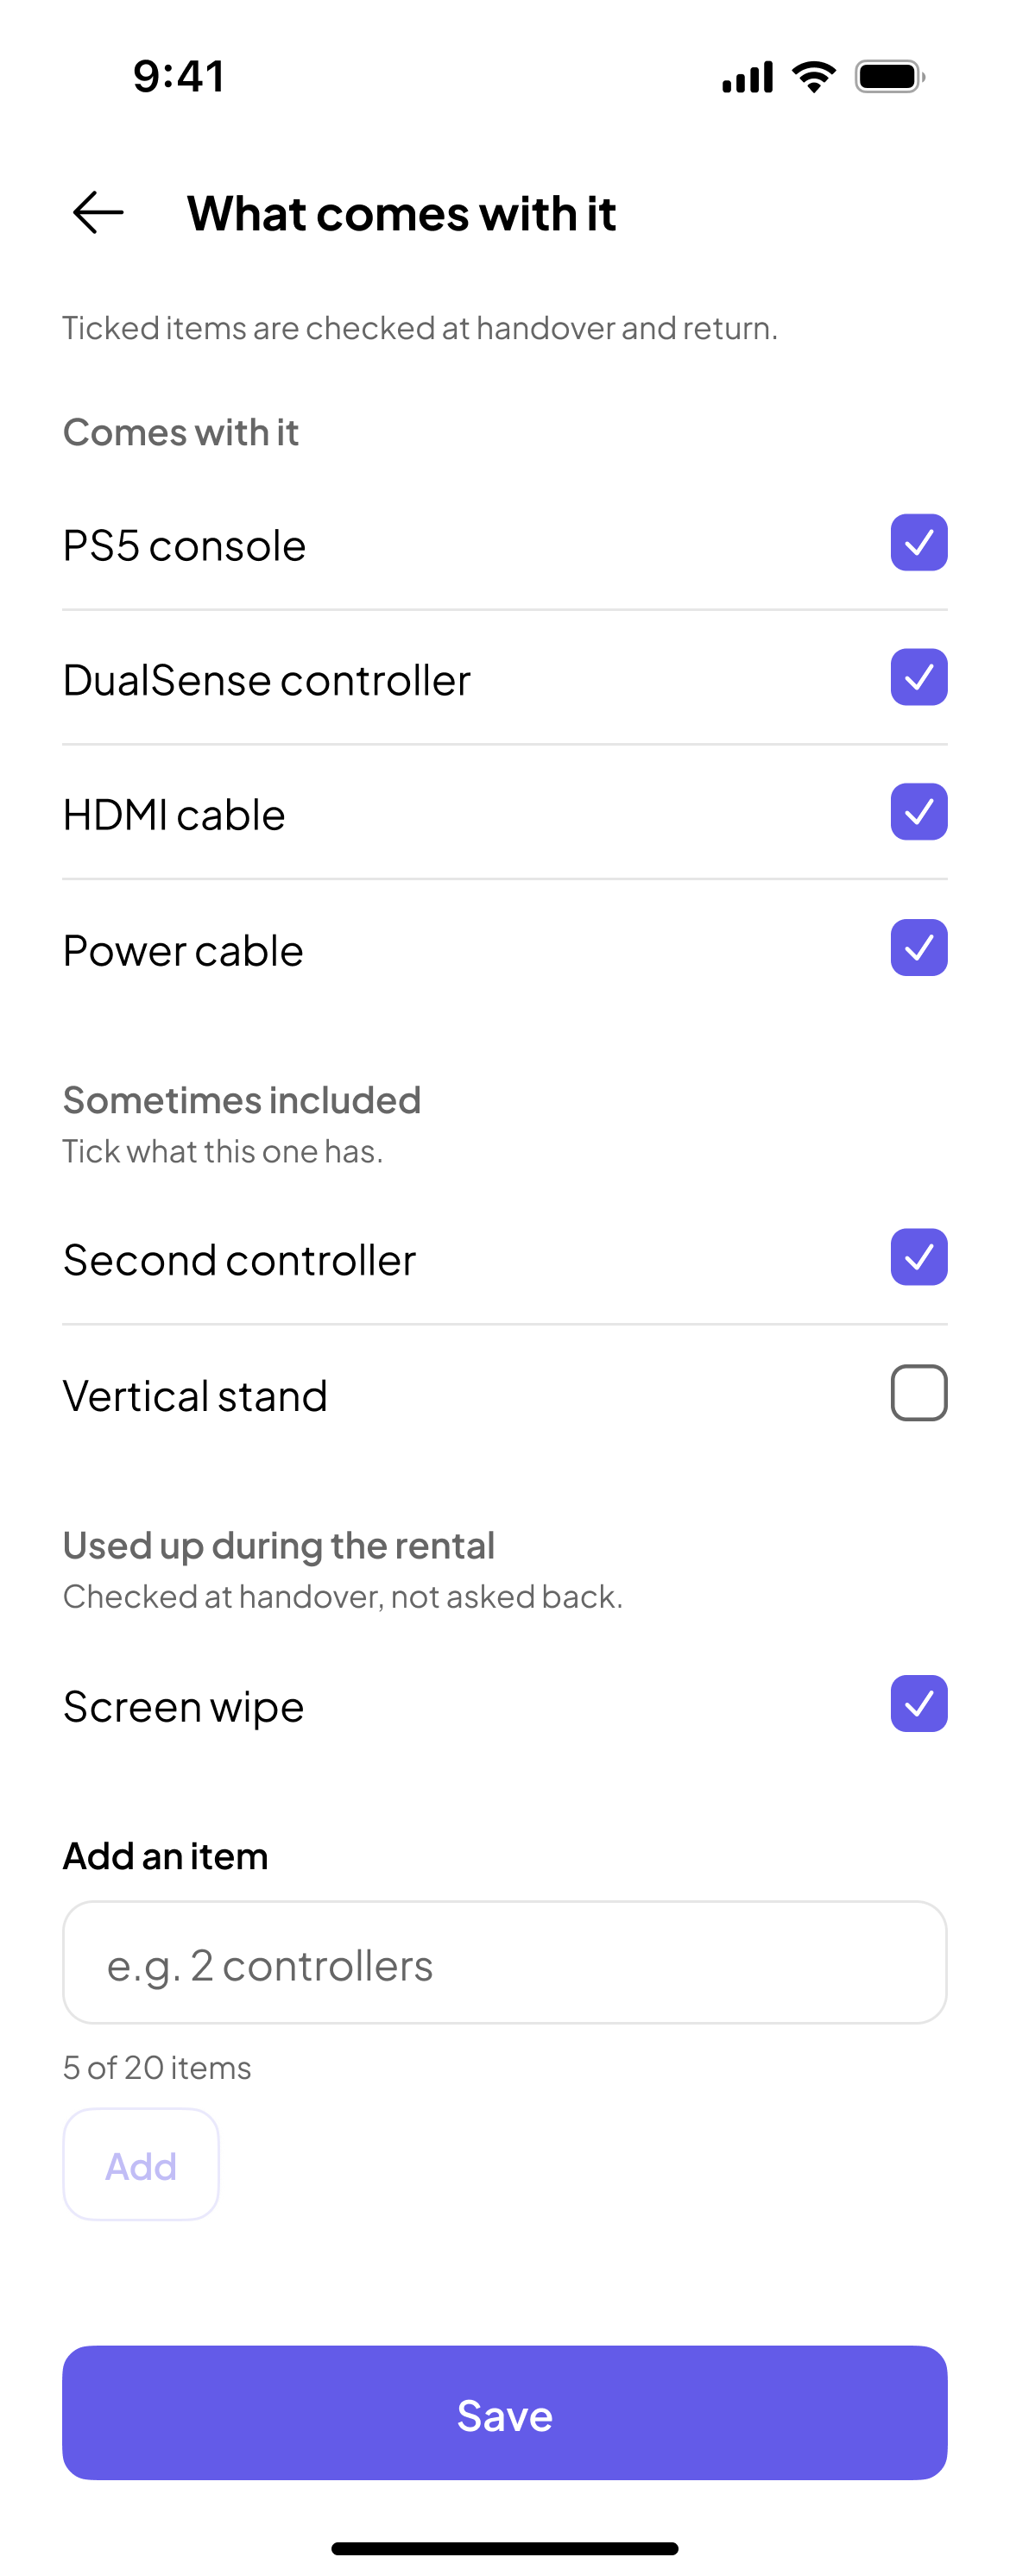 9:41
What comes with it
Ticked items are checked at handover and return.
Comes with it
PS5 console
DualSense controller
HDMI cable
Power cable
Sometimes included
Tick what this one has.
Second controller
Vertical stand
Used up during the rental
Checked at handover, not asked back.
Screen wipe
Add an item
e.g. 2 controllers
5 of 20 items
Add
Save